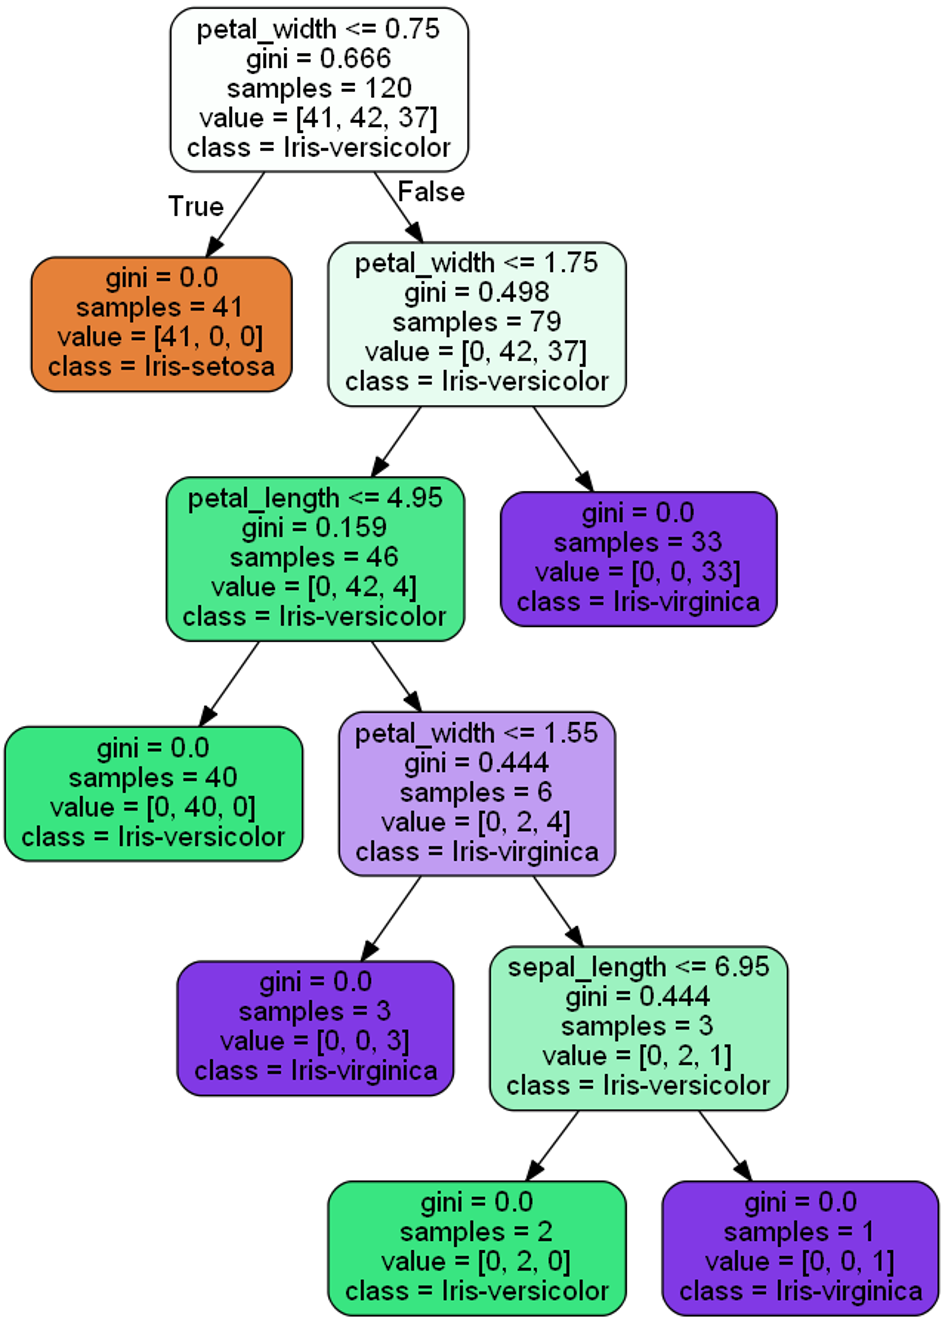 petal_width <= 0.75
gini = 0.666
samples = 120
value = [41, 42, 37]
class = Iris-versicolor
True
False
gini = 0.0
samples = 41
value = [41, 0, 0]
class = Iris-setosa
petal_width <= 1.75
gini = 0.498
samples = 79
value = [0, 42, 37]
class = Iris-versicolor
petal_length <= 4.95
gini = 0.159
samples = 46
value = [0, 42, 4]
class = Iris-versicolor
gini = 0.0
samples = 33
value = [0, 0, 33]
class = Iris-virginica
gini = 0.0
samples = 40
value = [0, 40, 0]
class = Iris-versicolor
petal_width <= 1.55
gini = 0.444
samples = 6
value = [0, 2, 4]
class = Iris-virginica
gini = 0.0
samples = 3
value = [0, 0, 3]
class = Iris-virginica
sepal_length <= 6.95
gini = 0.444
samples = 3
value = [0, 2, 1]
class = Iris-versicolor
gini = 0.0
samples = 2
value = [0, 2, 0]
class = Iris-versicolor
gini = 0.0
samples = 1
value = [0, 0, 1]
class = Iris-virginica